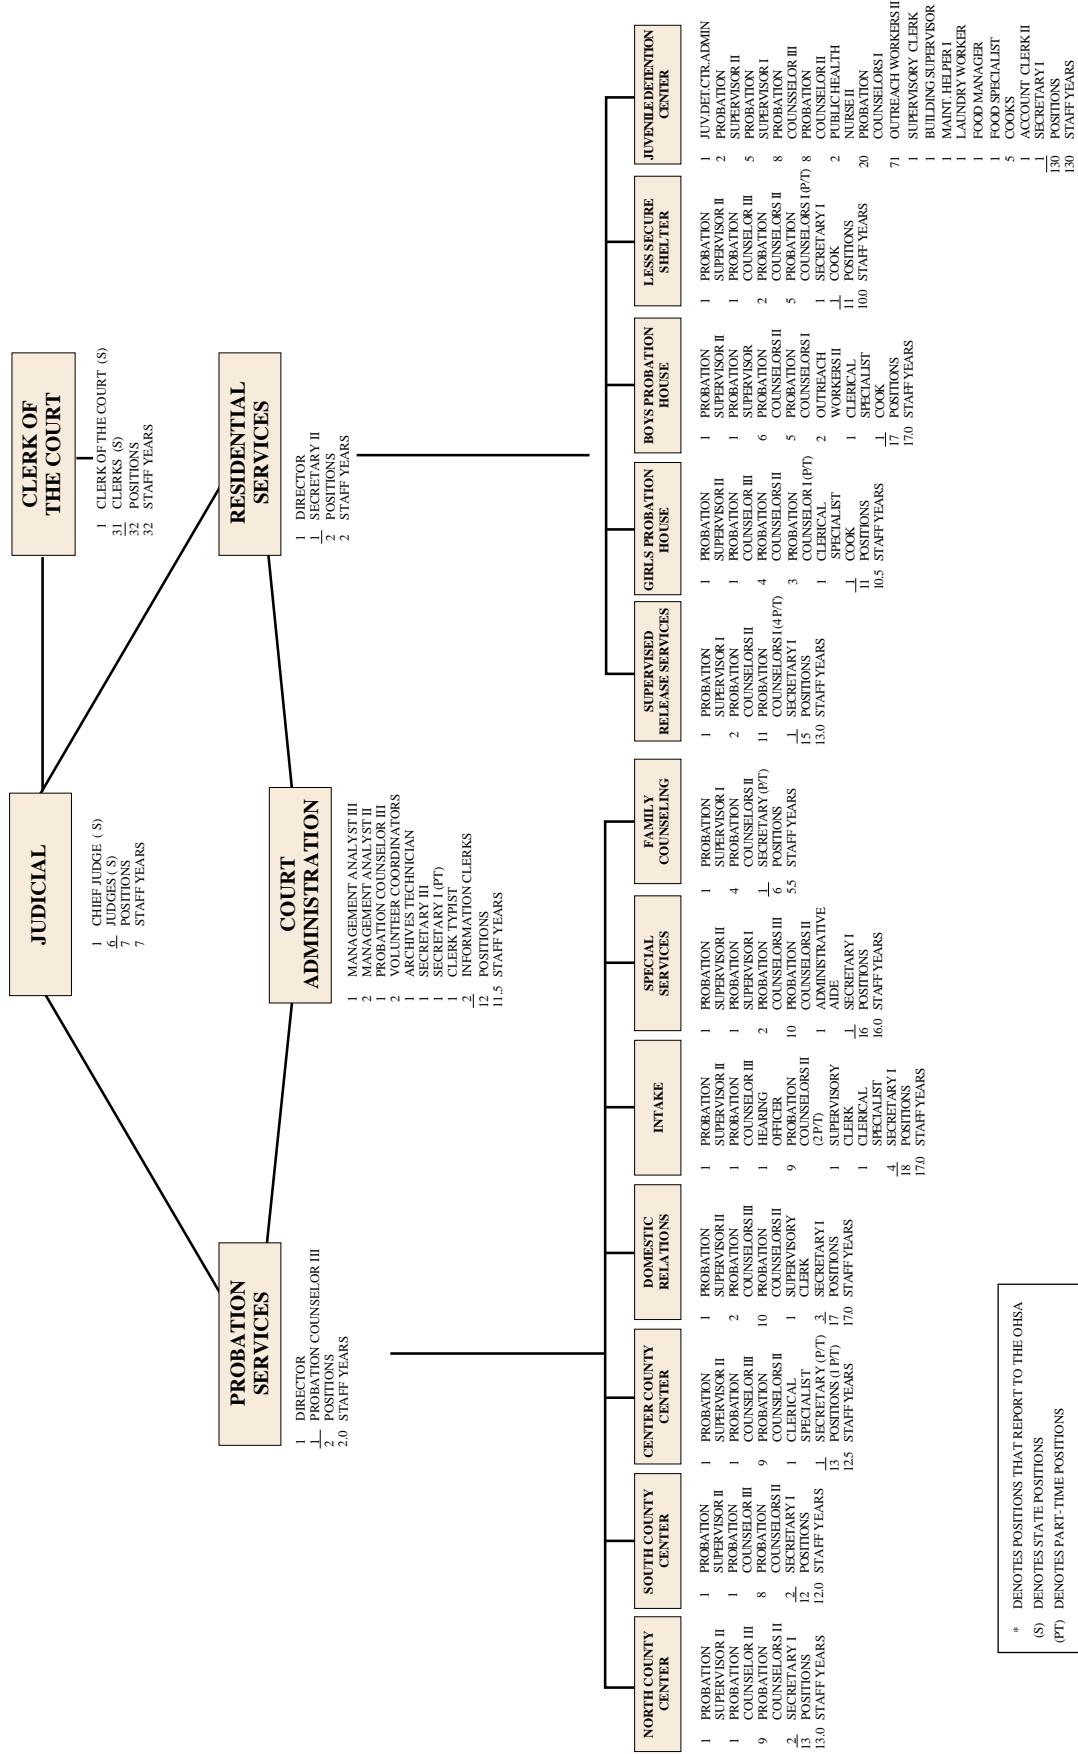 JUDICIAL
1 CHIEF JUDGE ( S)
6 JUDGES ( S)
7 POSITIONS
7 STAFF YEARS
CLERK OF
THE COURT
1 CLERK OF THE COURT (S)
31 CLERKS (S)
32 POSITIONS
32 STAFF YEARS
PROBATION
SERVICES
1 DIRECTOR
1 PROBATION COUNSELOR III
2 POSITIONS
2.0 STAFF YEARS
COURT
ADMINISTRATION
1 MANAGEMENT ANALYST III
2 MANAGEMENT ANALYST II
1 PROBATION COUNSELOR III
2 VOLUNTEER COORDINATORS
1 ARCHIVES TECHNICIAN
1 SECRETARY III
1 SECRETARY I (PT)
1 CLERK TYPIST
2 INFORMATION CLERKS
12 POSITIONS
11.5 STAFF YEARS
RESIDENTIAL
SERVICES
1 DIRECTOR
1 SECRETARY II
2 POSITIONS
2 STAFF YEARS
NORTH COUNTY
CENTER
1 PROBATION
SUPERVISOR II
1 PROBATION
COUNSELOR III
9 PROBATION
COUNSELORS II
2 SECRETARY I
13 POSITIONS
13.0 STAFF YEARS
SOUTH COUNTY
CENTER
1 PROBATION
SUPERVISOR II
1 PROBATION
COUNSELOR III
8 PROBATION
COUNSELORS II
2 SECRETARY I
12 POSITIONS
12.0 STAFF YEARS
CENTER COUNTY
CENTER
1 PROBATION
SUPERVISOR II
1 PROBATION
COUNSELOR III
9 PROBATION
COUNSELORS II
1 CLERICAL
SPECIALIST
1 SECRETARY (P/T)
13 POSITIONS (1 P/T)
12.5 STAFF YEARS
DOMESTIC
RELATIONS
1 PROBATION
SUPERVISOR II
2 PROBATION
COUNSELORS III
10 PROBATION
COUNSELORS II
1 SUPERVISORY
CLERK
3 SECRETARY I
17 POSITIONS
17.0 STAFF YEARS
INTAKE
1 PROBATION
SUPERVISOR II
1 PROBATION
COUNSELOR III
1 HEARING
OFFICER
9 PROBATION
COUNSELORS II
(2 P/T)
1 SUPERVISORY
CLERK
1 CLERICAL
SPECIALIST
4 SECRETARY I
18 POSITIONS
17.0 STAFF YEARS
SPECIAL
SERVICES
1 PROBATION
SUPERVISOR II
1 PROBATION
SUPERVISOR I
2 PROBATION
COUNSELORS III
10 PROBATION
COUNSELORS II
1 ADMINISTRATIVE
AIDE
1 SECRETARY I
16 POSITIONS
16.0 STAFF YEARS
FAMILY
COUNSELING
1 PROBATION
SUPERVISOR I
4 PROBATION
COUNSELORS II
1 SECRETARY (P/T)
6 POSITIONS
5.5 STAFF YEARS
SUPERVISED
RELEASE SERVICES
1 PROBATION
SUPERVISOR I
2 PROBATION
COUNSELORS II
11 PROBATION
COUNSELORS I (4 P/T)
1 SECRETARY I
15 POSITIONS
13.0 STAFF YEARS
GIRLS PROBATION
HOUSE
1 PROBATION
SUPERVISOR II
1 PROBATION
COUNSELOR III
4 PROBATION
COUNSELORS II
3 PROBATION
COUNSELOR I (P/T)
1 CLERICAL
SPECIALIST
1 COOK
11 POSITIONS
10.5 STAFF YEARS
BOYS PROBATION
HOUSE
1 PROBATION
SUPERVISOR II
1 PROBATION
SUPERVISOR
6 PROBATION
COUNSELORS II
5 PROBATION
COUNSELORS I
2 OUTREACH
WORKERS II
1 CLERICAL
SPECIALIST
1 COOK
17 POSITIONS
17.0 STAFF YEARS
LESS SECURE
SHELTER
1 PROBATION
SUPERVISOR II
1 PROBATION
COUNSELOR III
2 PROBATION
COUNSELORS II
5 PROBATION
COUNSELORS I (P/T)
1 SECRETARY I
1 COOK
11 POSITIONS
10.0 STAFF YEARS
JUVENILE DETENTION
CENTER
1 JUV.DET.CTR.ADMIN
2 PROBATION
SUPERVISOR II
5 PROBATION
SUPERVISOR I
8 PROBATION
COUNSSELOR III
8 PROBATION
COUNSELOR II
2 PUBLIC HEALTH
NURSE II
20 PROBATION
COUNSELORS I
71 OUTREACH WORKERS II
1 SUPERVISORY CLERK
1 BUILDING SUPERVISOR
1 MAINT. HELPER I
1 LAUNDRY WORKER
1 FOOD MANAGER
1 FOOD SPECIALIST
5 COOKS
1 ACCOUNT CLERK II
1 SECRETARY I
130 POSITIONS
130 STAFF YEARS
* DENOTES POSITIONS THAT REPORT TO THE OHSA
(S) DENOTES STATE POSITIONS
(PT) DENOTES PART-TIME POSITIONS